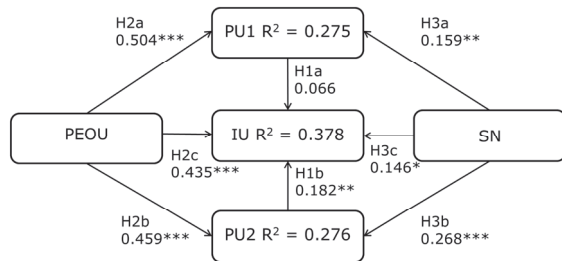 H2a
0.504***
PU1 R² = 0.275
H3a
0.159**
H1a
0.066
PEOU
IU R² = 0.378
SN
H2c
0.435***
H3c
0.146*
H1b
0.182**
H2b
0.459***
PU2 R² = 0.276
H3b
0.268***